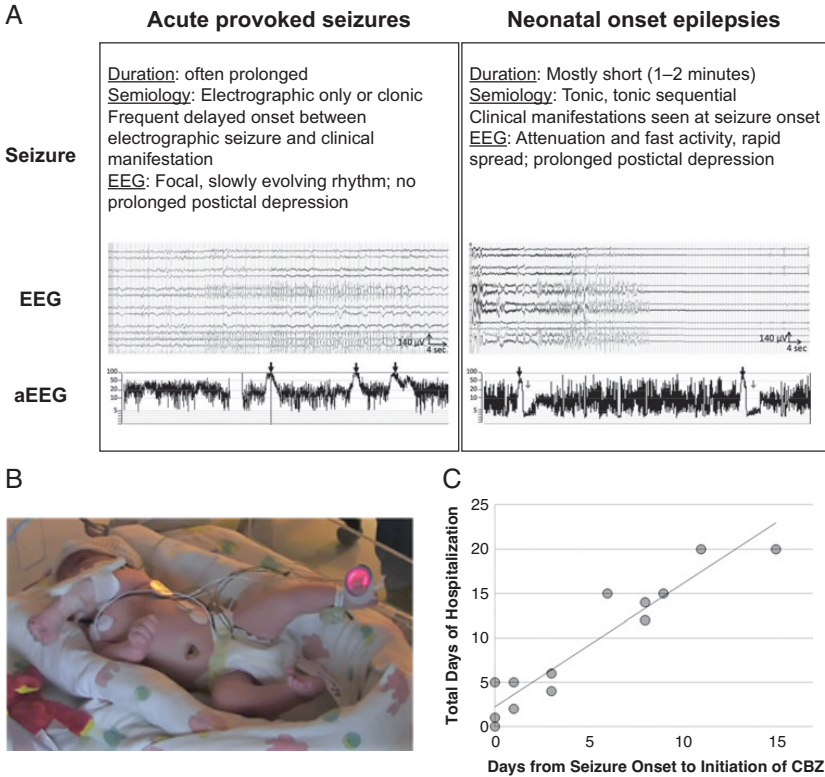 A
Acute provoked seizures
Neonatal onset epilepsies
Seizure
Duration: often prolonged
Semiology: Electrographic only or clonic
Frequent delayed onset between
electrographic seizure and clinical
manifestation
EEG: Focal, slowly evolving rhythm; no
prolonged postictal depression
Duration: Mostly short (1–2 minutes)
Semiology: Tonic, tonic sequential
Clinical manifestations seen at seizure onset
EEG: Attenuation and fast activity, rapid
spread; prolonged postictal depression
EEG
140 µV
4 sec
140 µV
4 sec
aEEG
100
50
20
10
5
100
50
20
10
5
B
C
Total Days of Hospitalization
25
20
15
10
5
0
0
5
10
15
Days from Seizure Onset to Initiation of CBZ